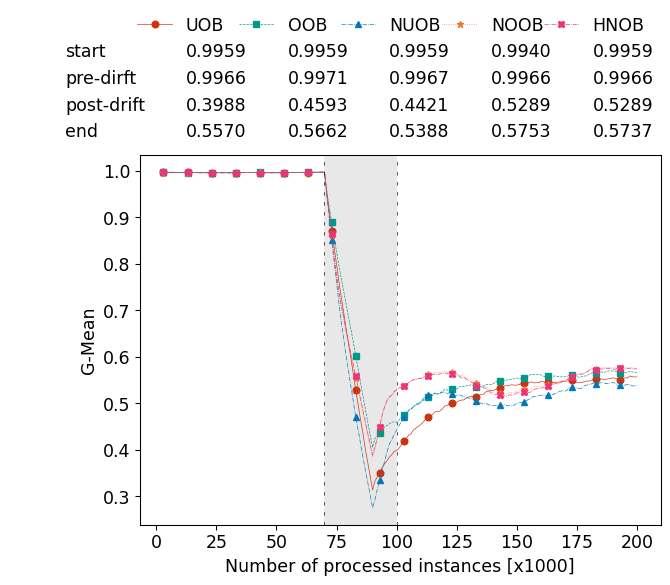 UOB OOB NUOB NOOB HNOB
start 0.9959 0.9959 0.9959 0.9940 0.9959
pre-dirft 0.9966 0.9971 0.9967 0.9966 0.9966
post-drift 0.3988 0.4593 0.4421 0.5289 0.5289
end 0.5570 0.5662 0.5388 0.5753 0.5737
1.0
0.9
0.8
0.7
0.6
0.5
0.4
0.3
G-Mean
0 25 50 75 100 125 150 175 200
Number of processed instances [x1000]